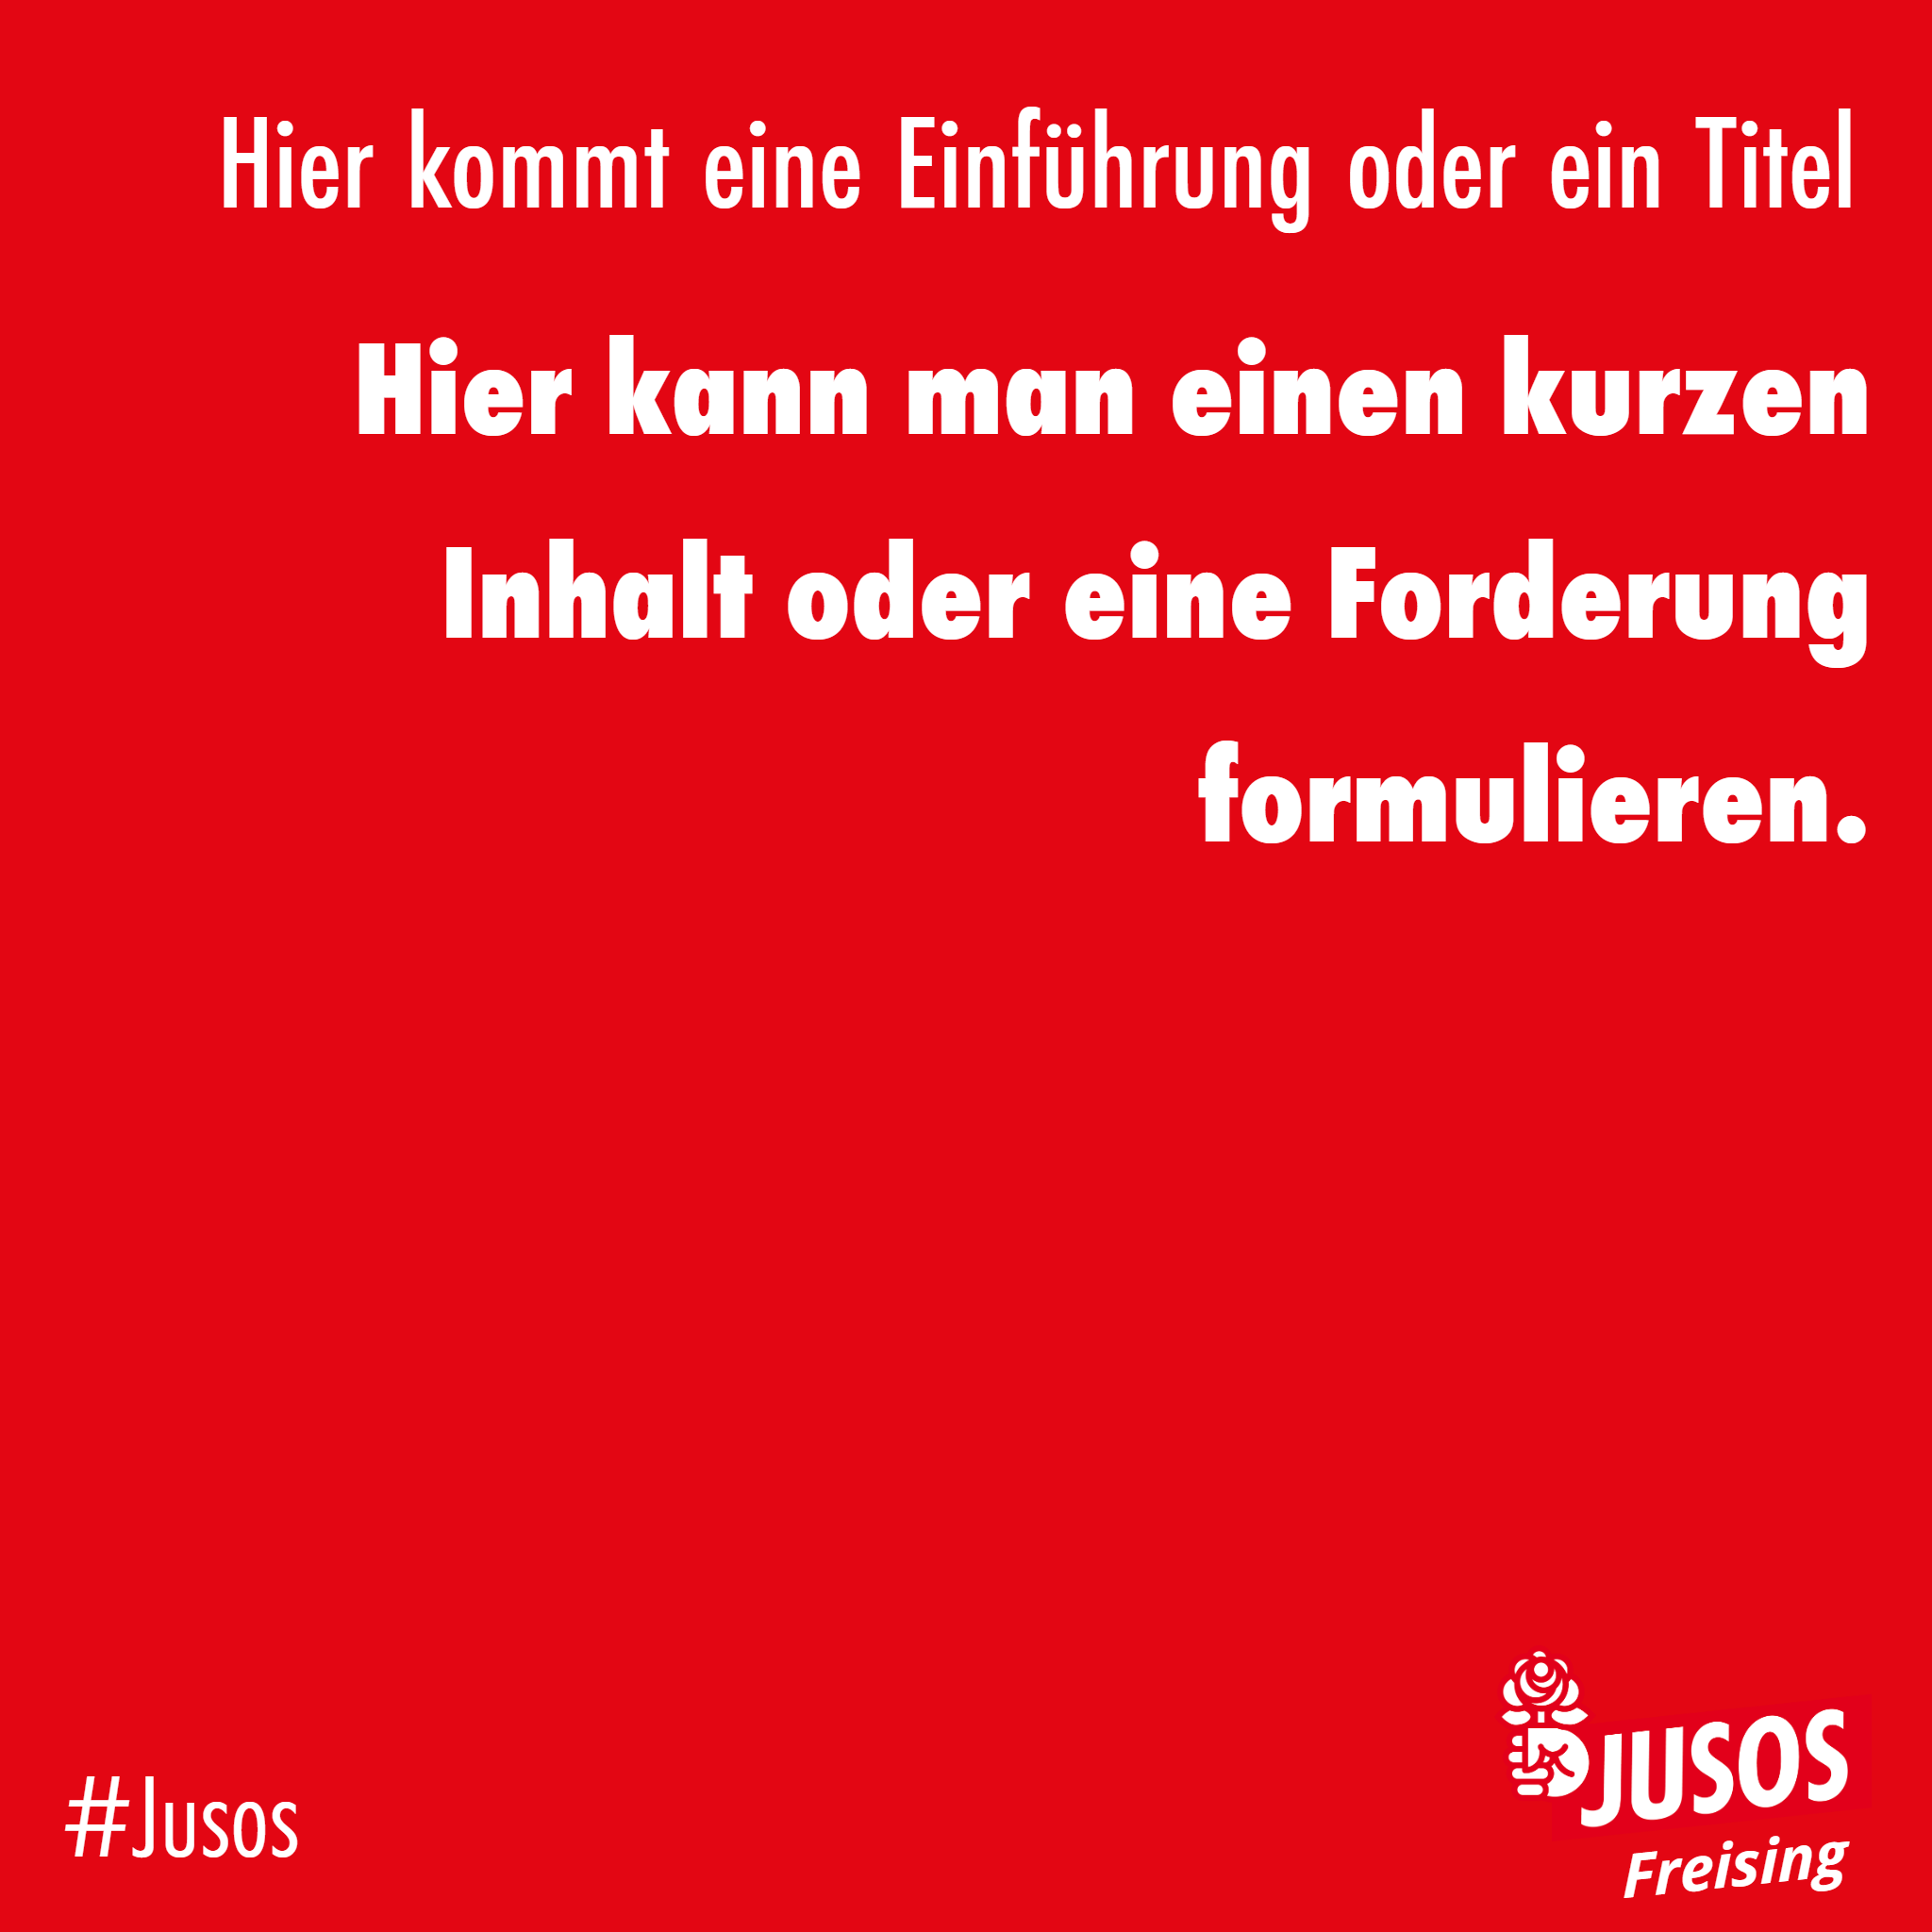 Hier kommt eine Einführung oder ein Titel
Hier kann man einen kurzen
Inhalt oder eine Forderung
formulieren.
#Jusos
JUSOS
Freising